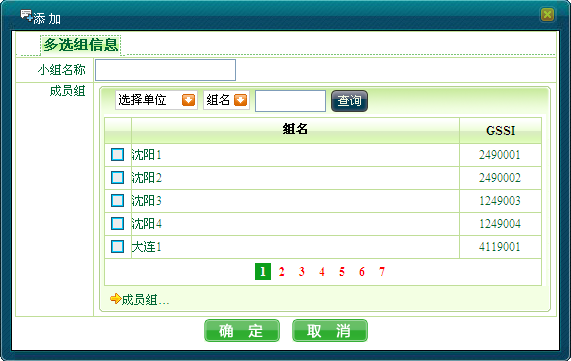 添 加
多选组信息
小组名称
成员组
选择单位 组名 查询
组名 GSSI
沈阳1 2490001
沈阳2 2490002
沈阳3 1249003
沈阳4 1249004
大连1 4119001
1 2 3 4 5 6 7
成员组...
确 定 取 消